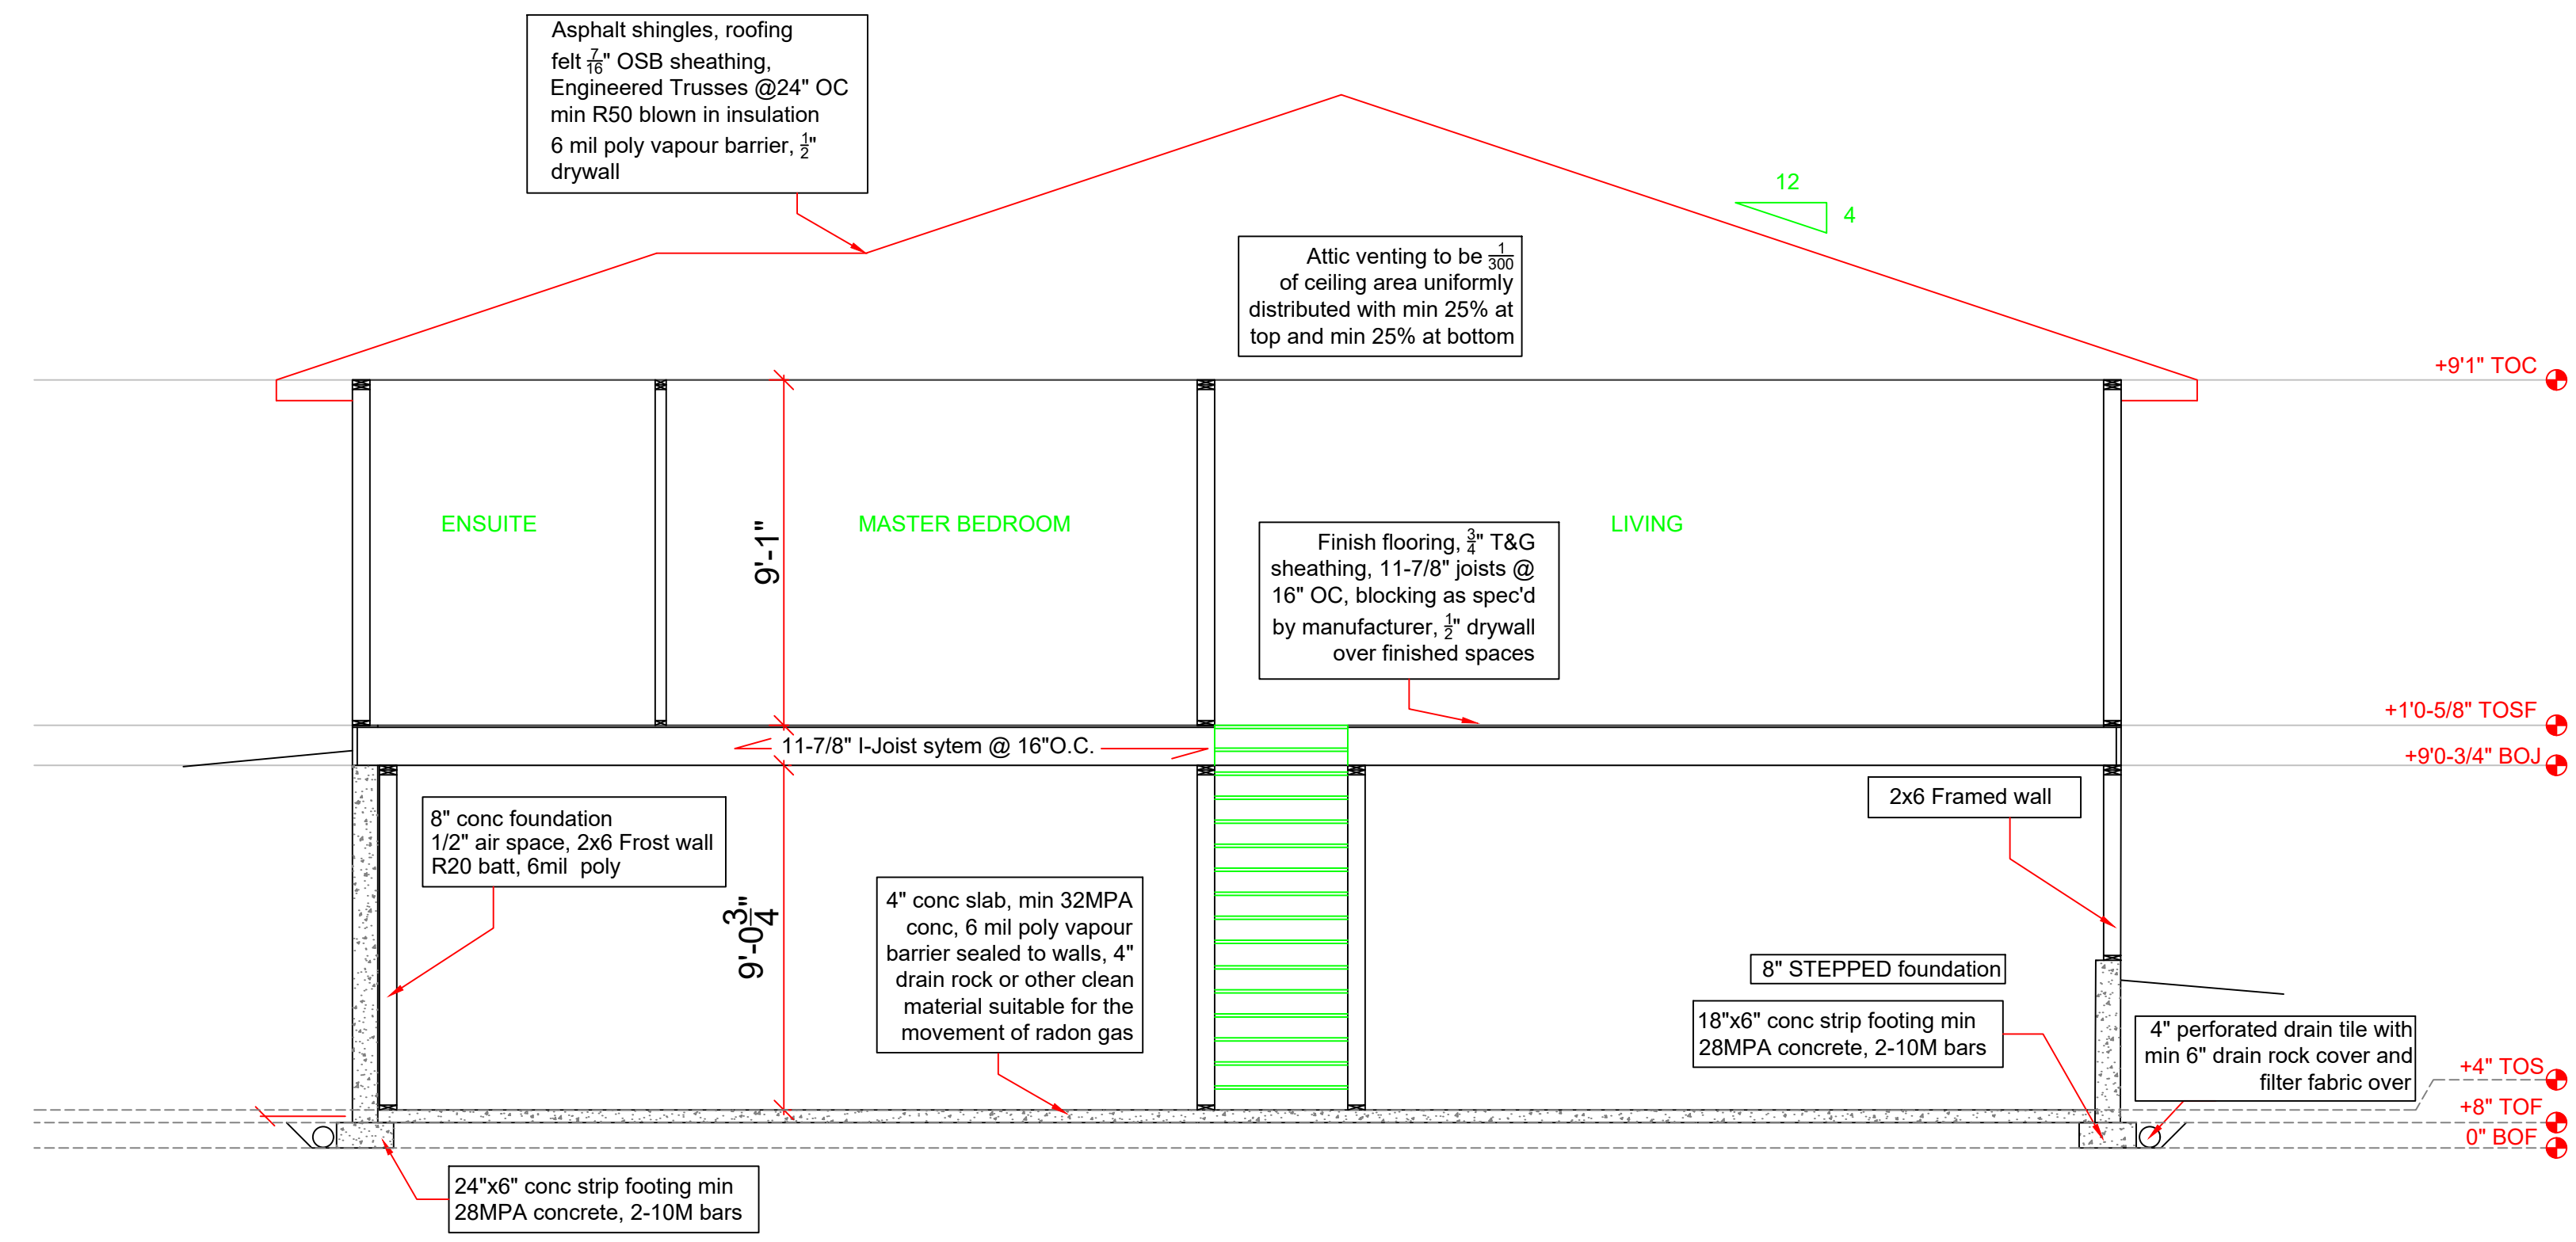 Asphalt shingles, roofing
felt 7/16" OSB sheathing,
Engineered Trusses @24" OC
min R50 blown in insulation
6 mil poly vapour barrier, 1/2"
drywall
12
4
Attic venting to be 1/300
of ceiling area uniformly
distributed with min 25% at
top and min 25% at bottom
+9'1" TOC
ENSUITE
MASTER BEDROOM
LIVING
9'-1"
Finish flooring, 3/4" T&G
sheathing, 11-7/8" joists @
16" OC, blocking as spec'd
by manufacturer, 1/2" drywall
over finished spaces
+1'0-5/8" TOSF
11-7/8" I-Joist sytem @ 16"O.C.
+9'0-3/4" BOJ
2x6 Framed wall
8" conc foundation
1/2" air space, 2x6 Frost wall
R20 batt, 6mil poly
9'-0 3/4"
4" conc slab, min 32MPA
conc, 6 mil poly vapour
barrier sealed to walls, 4"
drain rock or other clean
material suitable for the
movement of radon gas
8" STEPPED foundation
18"x6" conc strip footing min
28MPA concrete, 2-10M bars
4" perforated drain tile with
min 6" drain rock cover and
filter fabric over
+4" TOS
+8" TOF
0" BOF
24"x6" conc strip footing min
28MPA concrete, 2-10M bars